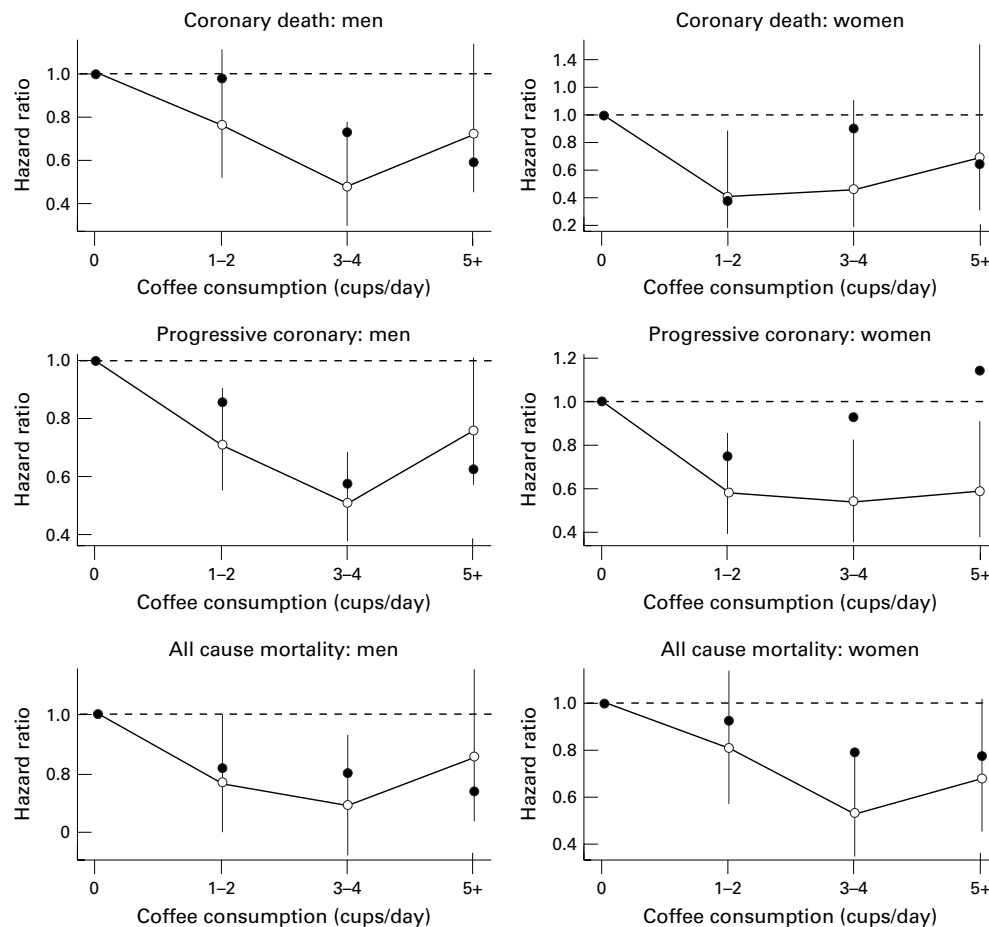 Coronary death: men
Hazard ratio
1.0
0.8
0.6
0.4
0 1–2 3–4 5+
Coffee consumption (cups/day)
Coronary death: women
Hazard ratio
1.4
0.8
1.0
0.8
0.6
0.4
0.2
0 1–2 3–4 5+
Coffee consumption (cups/day)
Progressive coronary: men
Hazard ratio
1.0
0.8
0.6
0.4
0 1–2 3–4 5+
Coffee consumption (cups/day)
Progressive coronary: women
Hazard ratio
1.2
1.0
0.8
0.6
0.4
0 1–2 3–4 5+
Coffee consumption (cups/day)
All cause mortality: men
Hazard ratio
1.0
0.8
0
0 1–2 3–4 5+
Coffee consumption (cups/day)
All cause mortality: women
Hazard ratio
1.0
0.8
0.6
0.4
0 1–2 3–4 5+
Coffee consumption (cups/day)